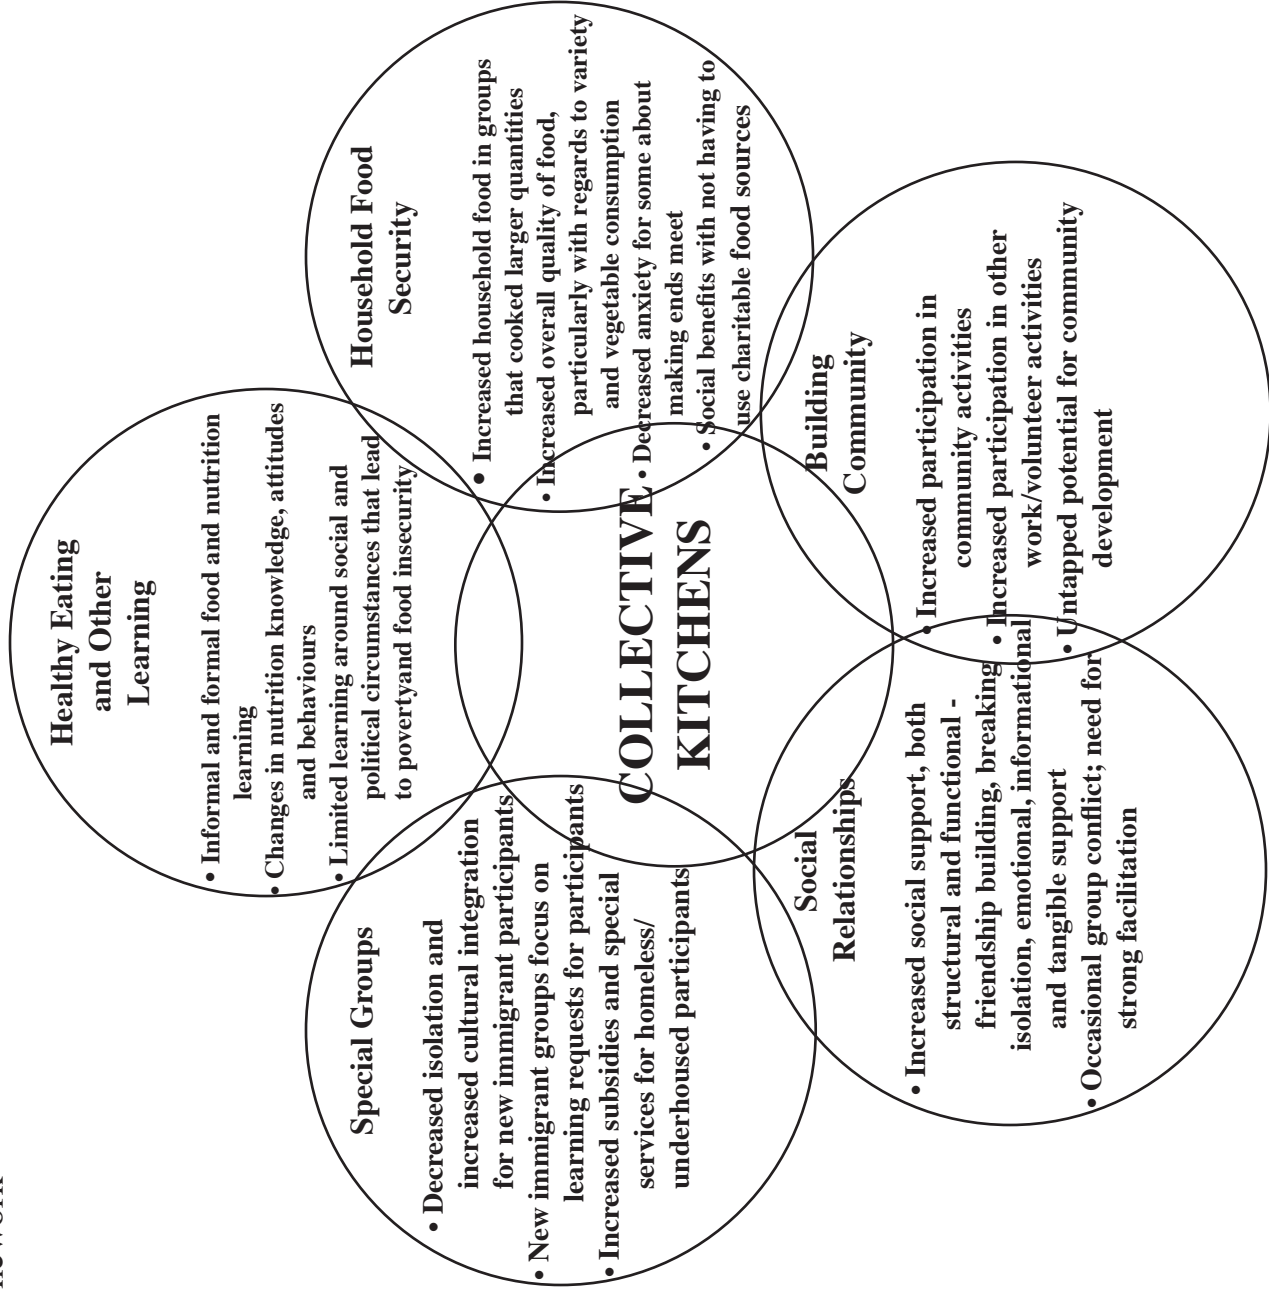 Healthy Eating
and Other
Learning
• Informal and formal food and nutrition
learning
• Changes in nutrition knowledge, attitudes
and behaviours
• Limited learning around social and
political circumstances that lead
to povertyand food insecurity
Special Groups
• Decreased isolation and
increased cultural integration
for new immigrant participants
• New immigrant groups focus on
learning requests for participants
• Increased subsidies and special
services for homeless/
underhoused participants
COLLECTIVE
KITCHENS
Household Food
Security
• Increased household food in groups
that cooked larger quantities
• Increased overall quality of food,
particularly with regards to variety
and vegetable consumption
• Decreased anxiety for some about
making ends meet
• Social benefits with not having to
use charitable food sources
Social
Relationships
• Increased social support, both
structural and functional -
friendship building, breaking
isolation, emotional, informational
and tangible support
• Occasional group conflict; need for
strong facilitation
Building
Community
• Increased participation in
community activities
• Increased participation in other
work/volunteer activities
• Untapped potential for community
development